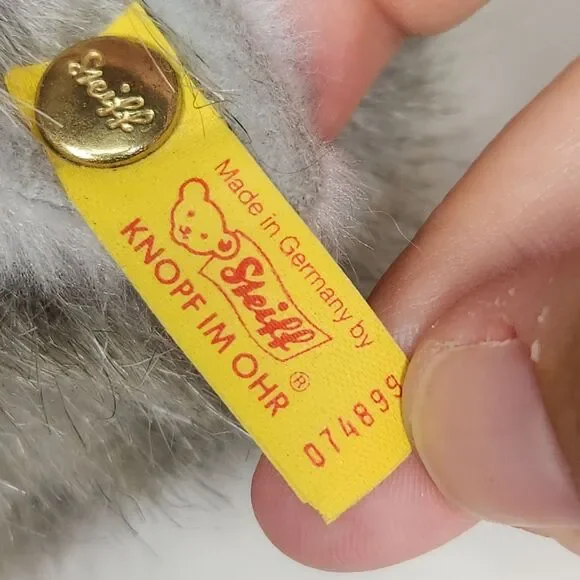 Steiff
Made in Germany by
Steiff
KNOPF IM OHR ®
074899